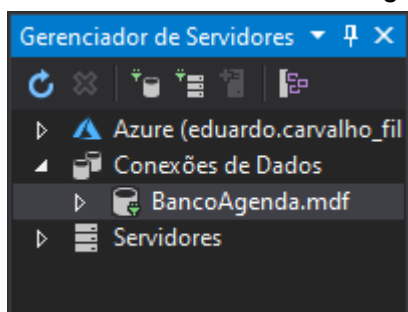 Gerenciador de Servidores
Azure (eduardo.carvalho_fil
Conexões de Dados
BancoAgenda.mdf
Servidores